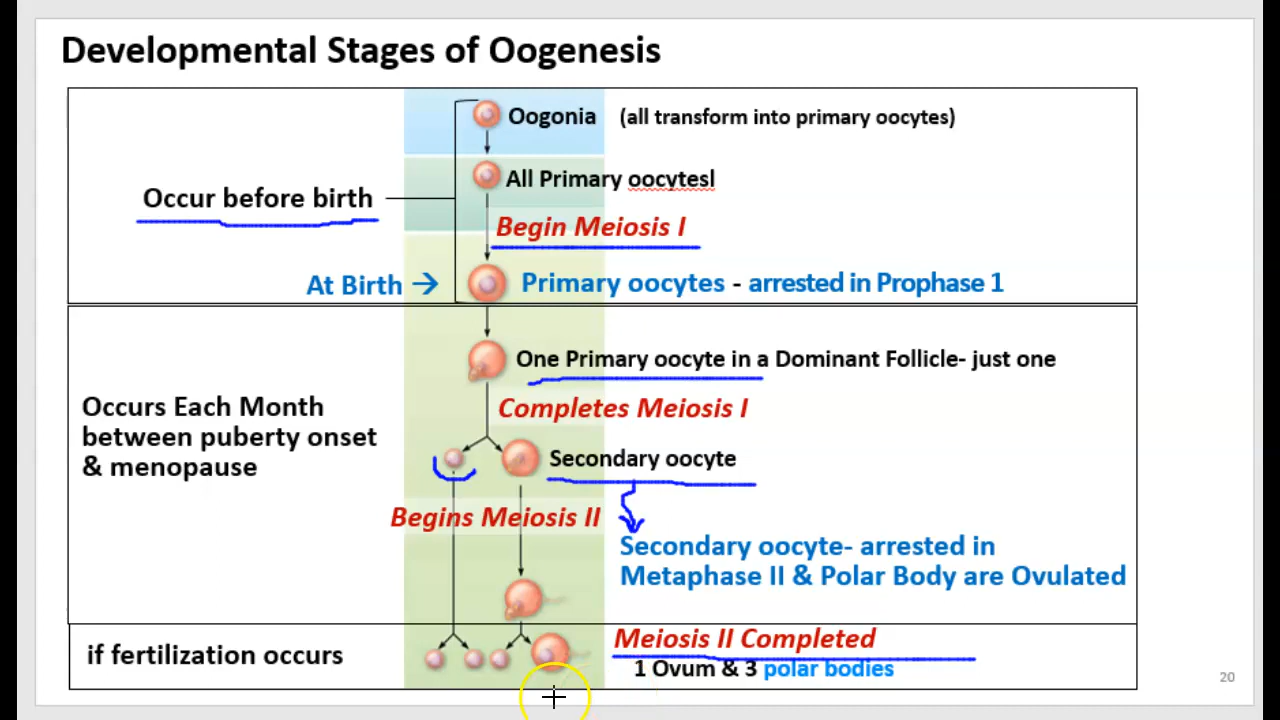 Developmental Stages of Oogenesis
Oogonia (all transform into primary oocytes)
All Primary oocytesl
Occur before birth
Begin Meiosis I
At Birth → Primary oocytes - arrested in Prophase 1
One Primary oocyte in a Dominant Follicle- just one
Occurs Each Month
between puberty onset
& menopause
Completes Meiosis I
Secondary oocyte
Begins Meiosis II
Secondary oocyte- arrested in
Metaphase II & Polar Body are Ovulated
if fertilization occurs
Meiosis II Completed
1 Ovum & 3 polar bodies
20